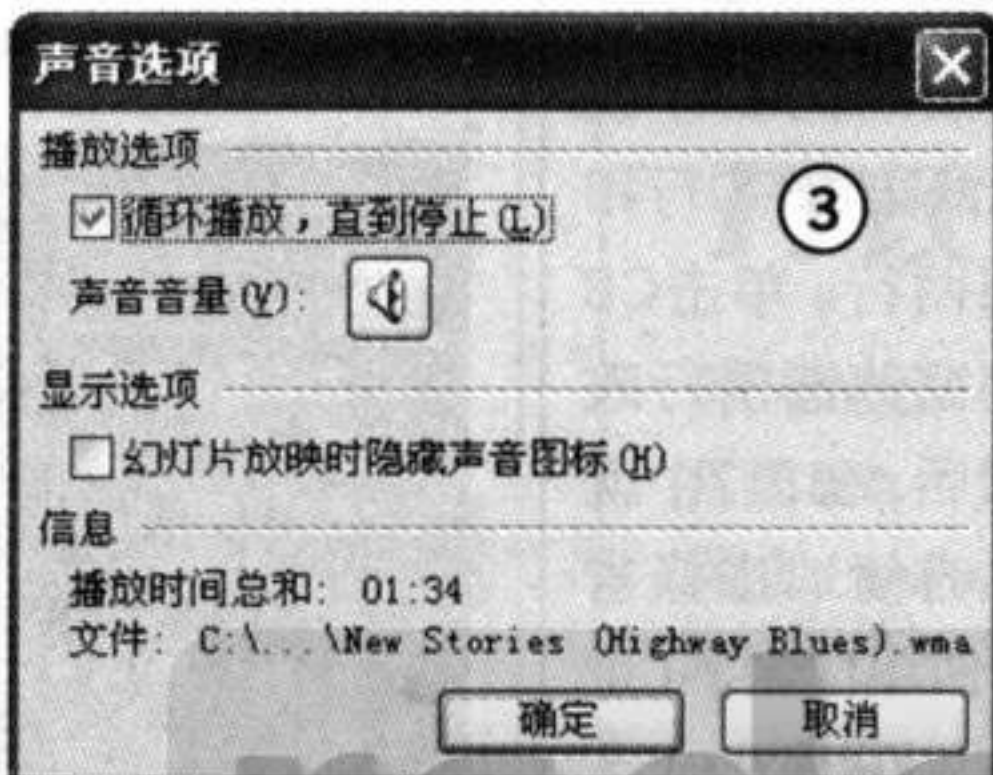 声音选项
播放选项
③
循环播放，直到停止(L)
声音音量(V):
显示选项
幻灯片放映时隐藏声音图标(H)
信息
播放时间总和: 01:34
文件: C:\...\New Stories (Highway Blues).wma
确定 取消